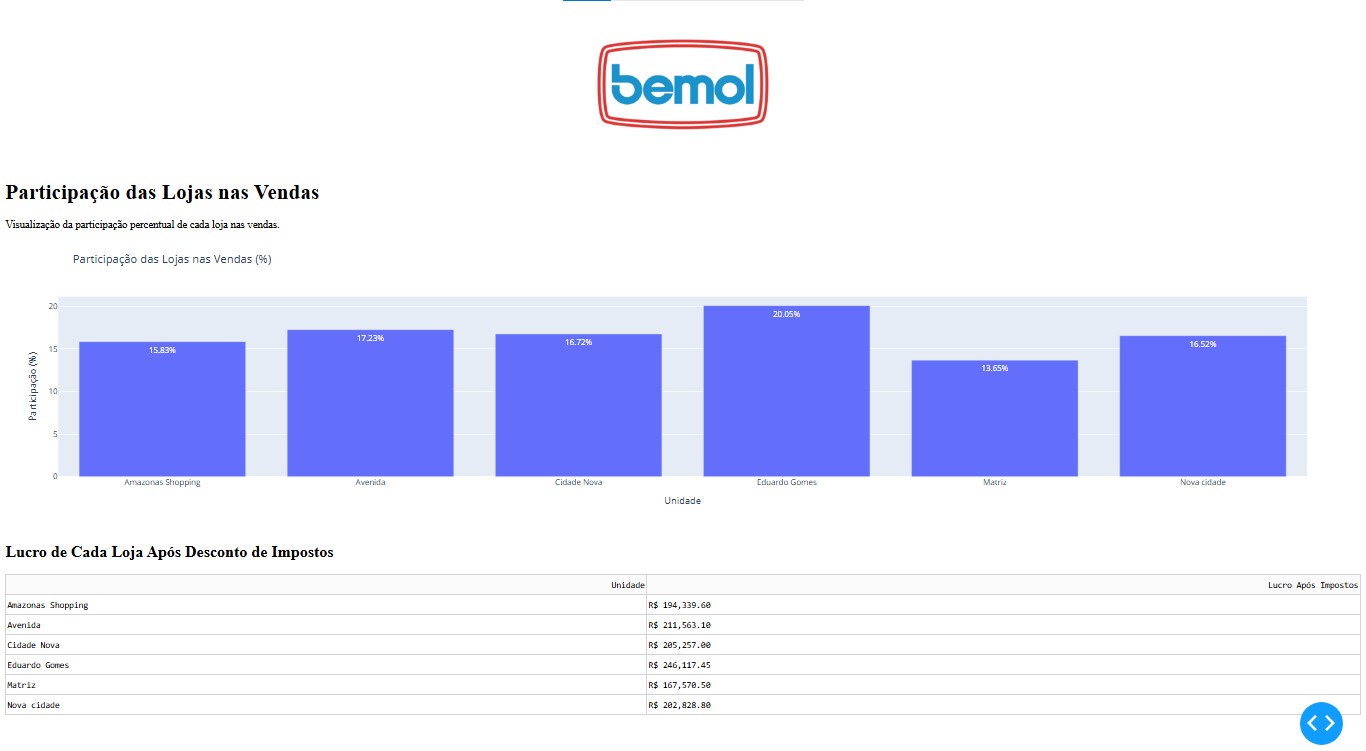 bemol
Participação das Lojas nas Vendas
Visualização da participação percentual de cada loja nas vendas.
Participação das Lojas nas Vendas (%)
Participação (%)
20
15
10
5
0
15.83%
17.23%
16.72%
20.05%
13.65%
16.52%
Amazonas Shopping
Avenida
Cidade Nova
Eduardo Gomes
Matriz
Nova cidade
Unidade
Lucro de Cada Loja Após Desconto de Impostos
Unidade Lucro Após Impostos
Amazonas Shopping R$ 194,339.60
Avenida R$ 211,563.10
Cidade Nova R$ 205,257.00
Eduardo Gomes R$ 246,117.45
Matriz R$ 167,570.50
Nova cidade R$ 202,828.80